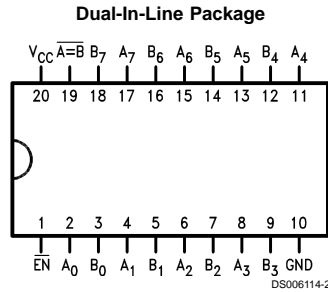 Dual-In-Line Package
V_CC A̅=̅B̅ B₇ A₇ B₆ A₆ B₅ A₅ B₄ A₄
20 19 18 17 16 15 14 13 12 11
1 2 3 4 5 6 7 8 9 10
E̅N̅ A₀ B₀ A₁ B₁ A₂ B₂ A₃ B₃ GND
DS006114-2